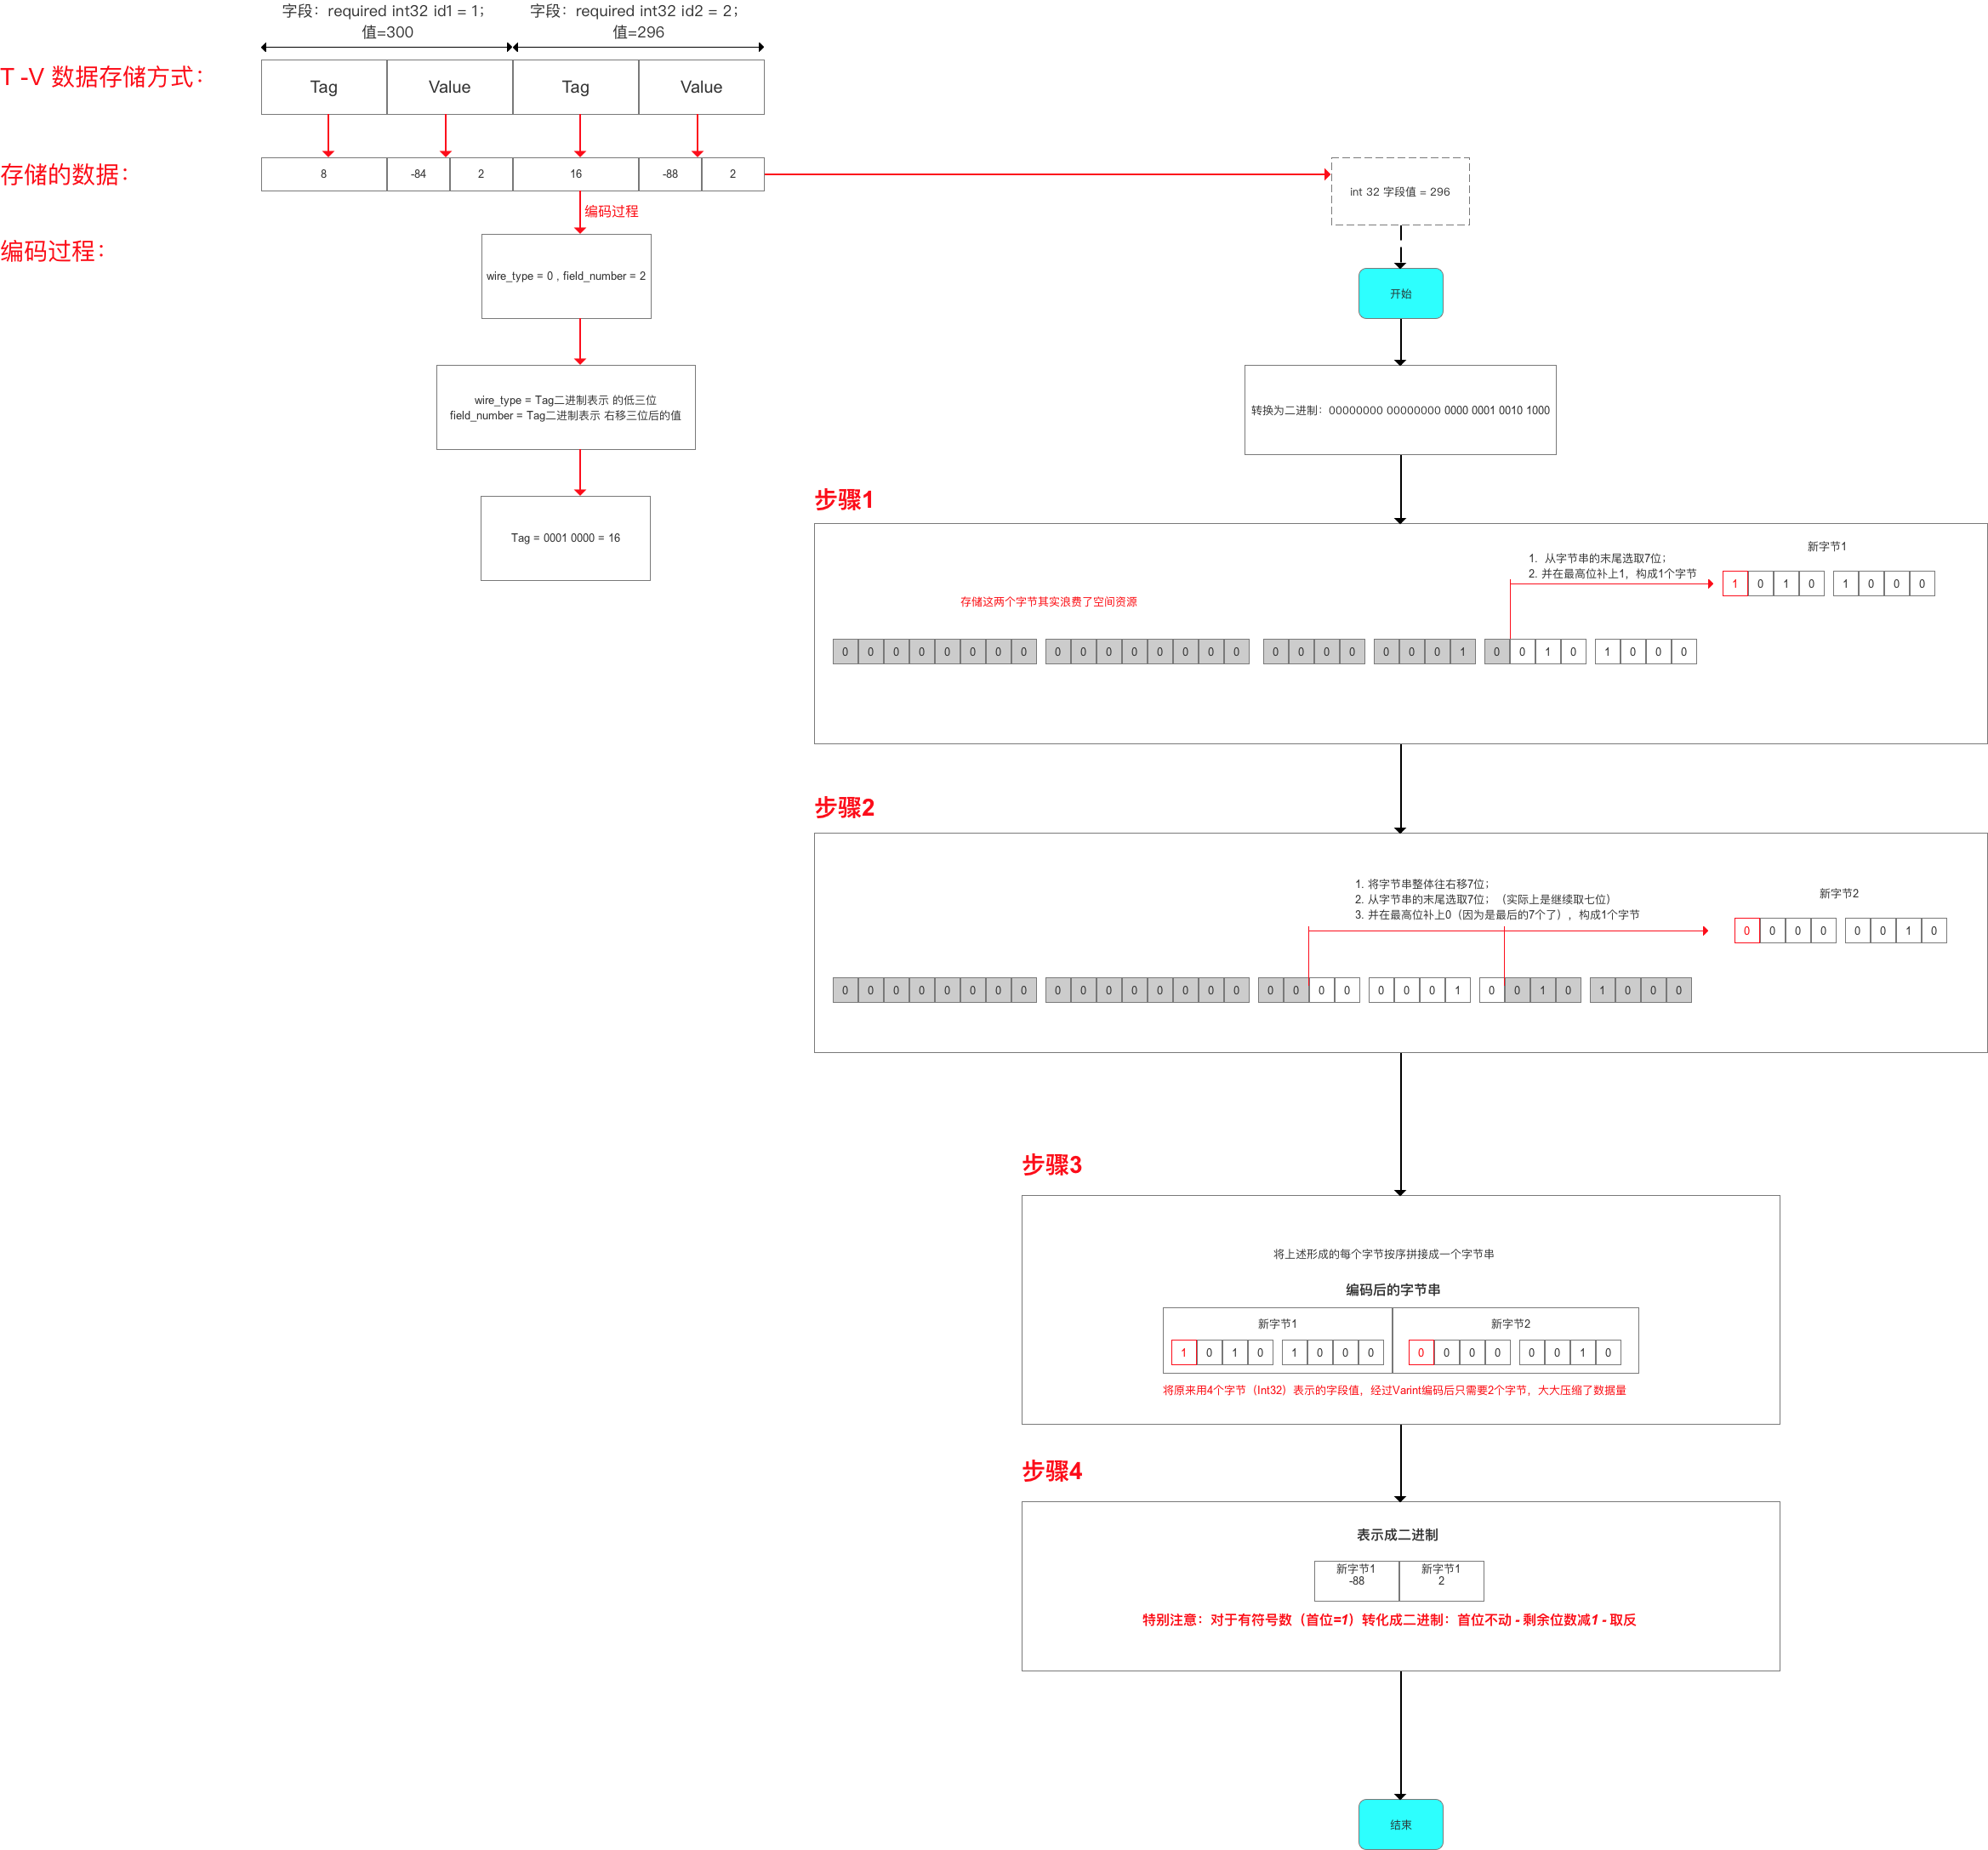 字段：required int32 id1 = 1；
值=300
字段：required int32 id2 = 2；
值=296
T -V 数据存储方式：
Tag Value Tag Value
存储的数据：
8 -84 2 16 -88 2
int 32 字段值 = 296
编码过程
编码过程：
wire_type = 0 , field_number = 2
开始
wire_type = Tag二进制表示 的低三位
field_number = Tag二进制表示 右移三位后的值
转换为二进制：00000000 00000000 0000 0001 0010 1000
Tag = 0001 0000 = 16
步骤1
新字节1
1. 从字节串的末尾选取7位；
2. 并在最高位补上1，构成1个字节
1 0 1 0 1 0 0 0
存储这两个字节其实浪费了空间资源
0 0 0 0 0 0 0 0 0 0 0 0 0 0 0 0 0 0 0 0 0 0 0 1 0 0 1 0 1 0 0 0
步骤2
1. 将字节串整体往右移7位；
2. 从字节串的末尾选取7位；（实际上是继续取七位）
3. 并在最高位补上0（因为是最后的7个了），构成1个字节
新字节2
0 0 0 0 0 0 1 0
0 0 0 0 0 0 0 0 0 0 0 0 0 0 0 0 0 0 0 0 0 0 0 1 0 0 1 0 1 0 0 0
步骤3
将上述形成的每个字节按序拼接成一个字节串
编码后的字节串
新字节1 新字节2
1 0 1 0 1 0 0 0 0 0 0 0 0 0 1 0
将原来用4个字节（Int32）表示的字段值，经过Varint编码后只需要2个字节，大大压缩了数据量
步骤4
表示成二进制
新字节1 新字节1
-88 2
特别注意：对于有符号数（首位=1）转化成二进制：首位不动 - 剩余位数减1 - 取反
结束